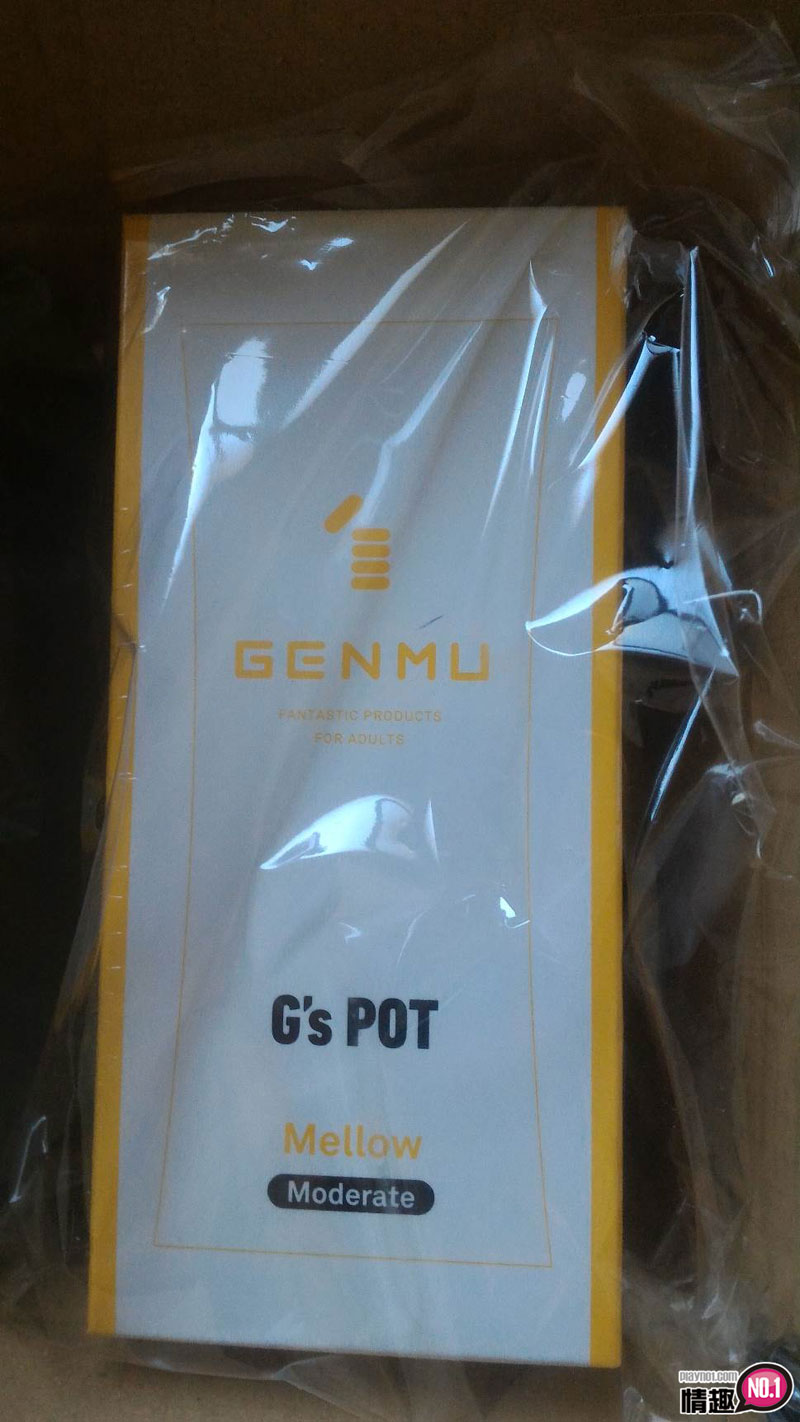 GENMU
FANTASTIC PRODUCTS
FOR ADULTS
G's POT
Mellow
Moderate
playno1.com
情趣 NO.1